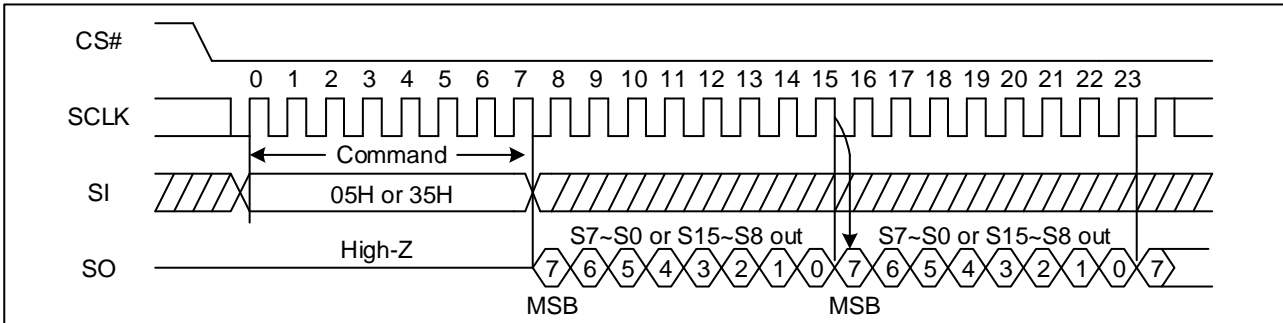 CS#
0 1 2 3 4 5 6 7 8 9 10 11 12 13 14 15 16 17 18 19 20 21 22 23
SCLK
Command
SI
05H or 35H
S7~S0 or S15~S8 out S7~S0 or S15~S8 out
High-Z
SO
7 6 5 4 3 2 1 0 7 6 5 4 3 2 1 0 7
MSB MSB